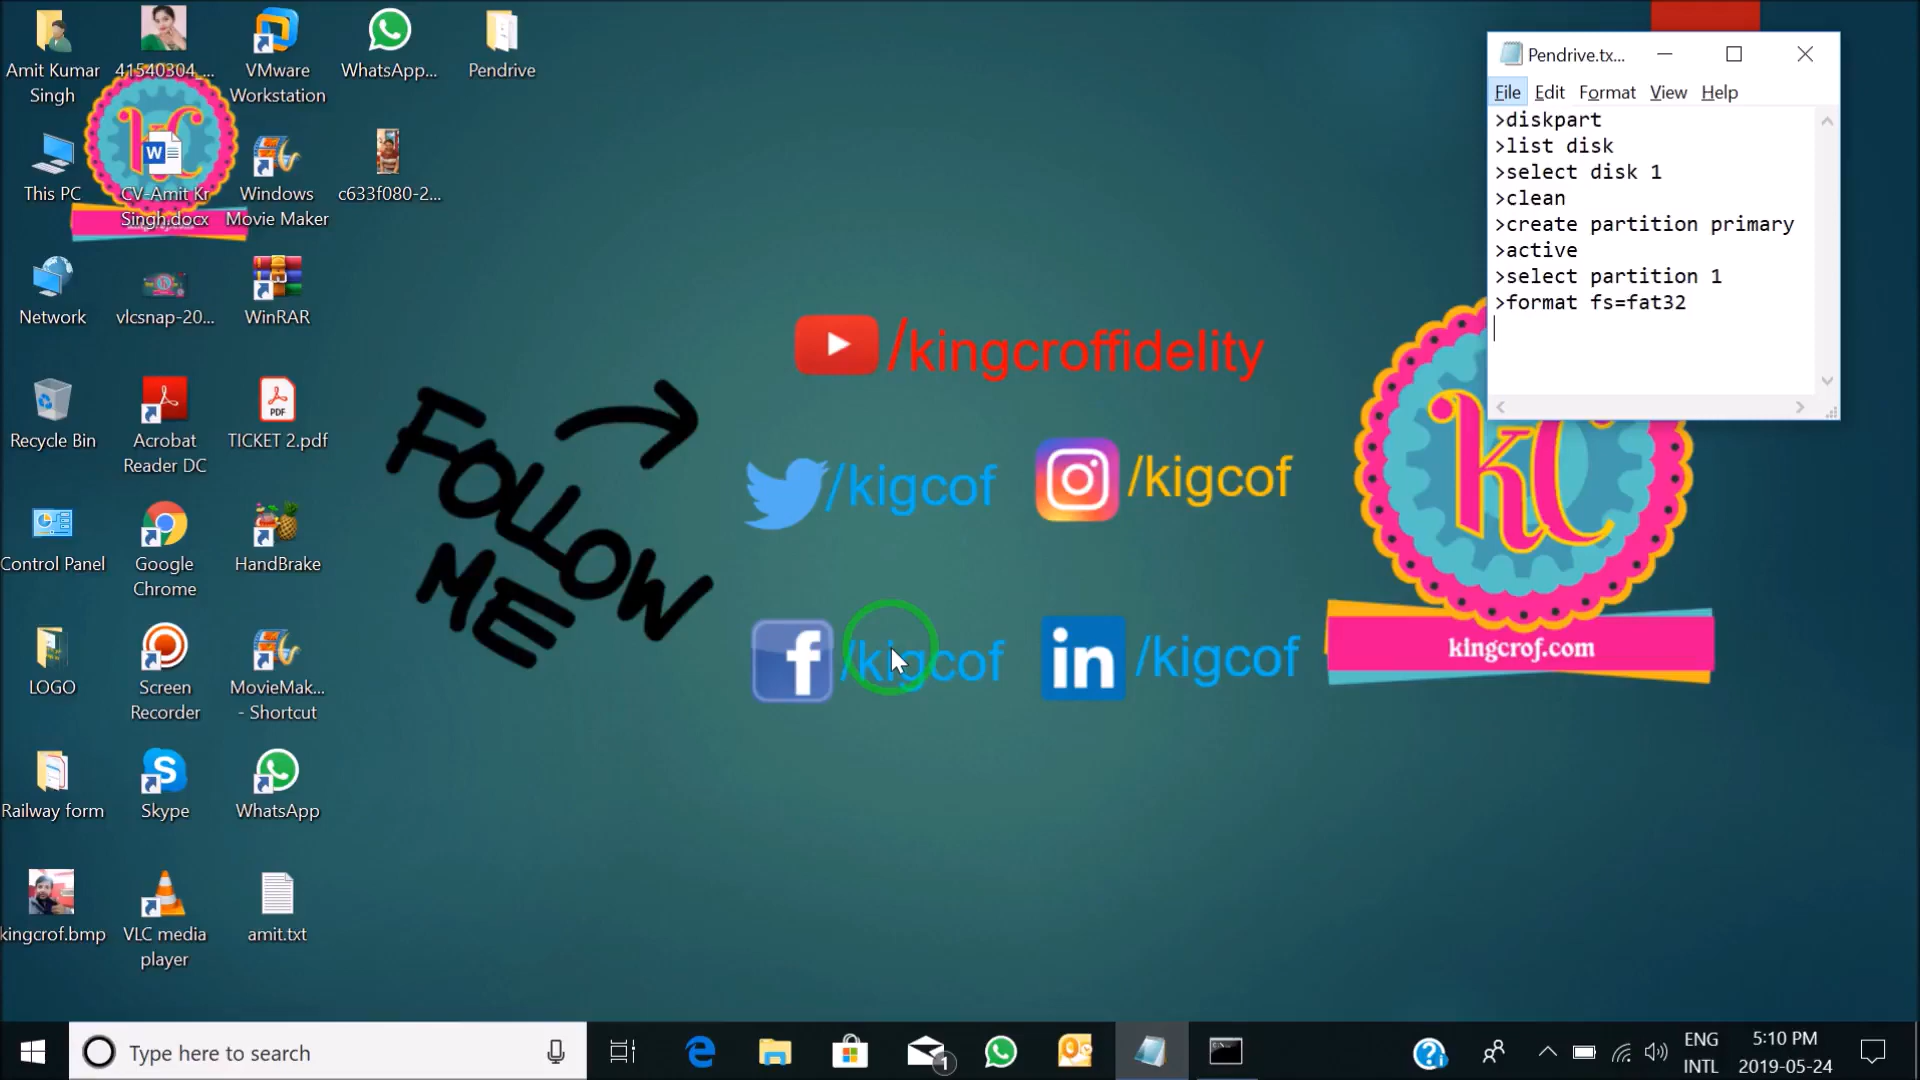 Amit Kumar
Singh
41540304_...
VMware
Workstation
WhatsApp...
Pendrive
This PC
CV-Amit Kr
Singh.docx
Windows
Movie Maker
c633f080-2...
Network
vlcsnap-20...
WinRAR
Recycle Bin
Acrobat
Reader DC
TICKET 2.pdf
PDF
Control Panel
Google
Chrome
HandBrake
LOGO
Screen
Recorder
MovieMak...
- Shortcut
Railway form
Skype
WhatsApp
kingcrof.bmp
VLC media
player
amit.txt
FOLLOW
ME
/kingcroffidelity
/kigcof
/kigcof
/kigcof
/kigcof
kC
kingcrof.com
Pendrive.tx...
File Edit Format View Help
>diskpart
>list disk
>select disk 1
>clean
>create partition primary
>active
>select partition 1
>format fs=fat32
Type here to search
1
ENG
INTL
5:10 PM
2019-05-24